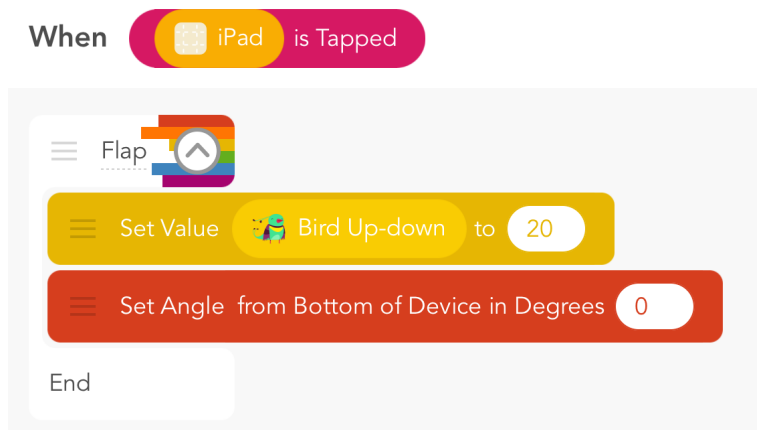 When iPad is Tapped
Flap
Set Value Bird Up-down to 20
Set Angle from Bottom of Device in Degrees 0
End